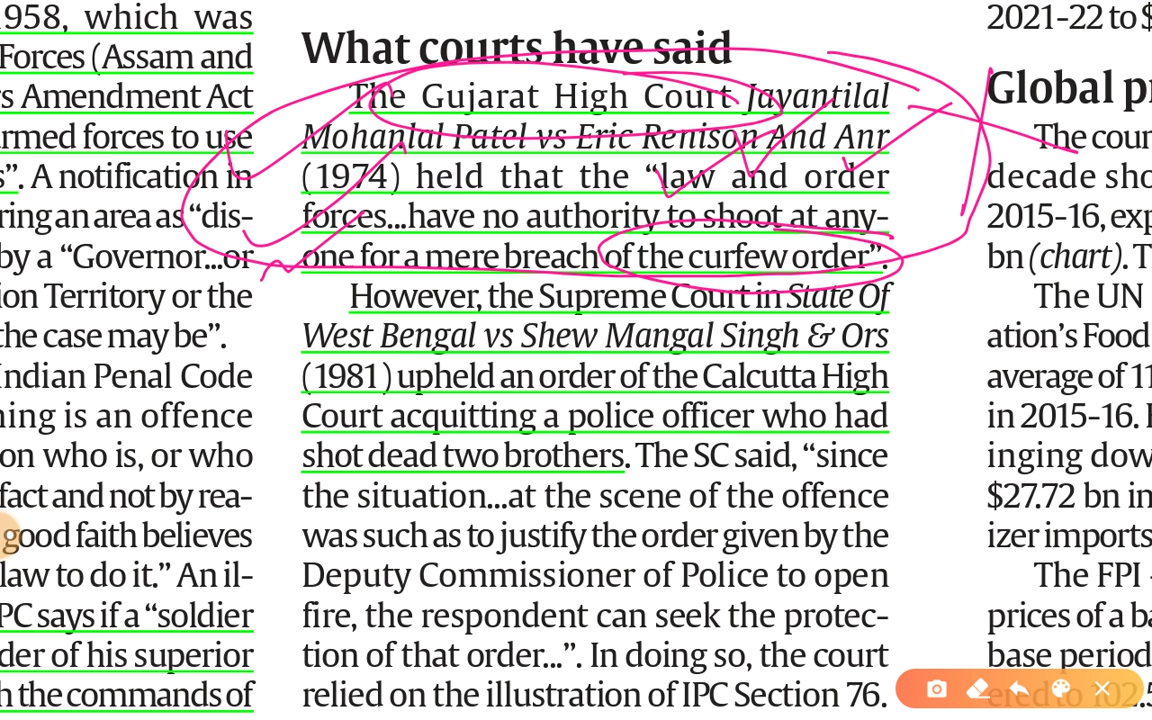 1958, which was
Forces (Assam and
rs Amendment Act
armed forces to use
s”. A notification in
ring an area as “dis-
by a “Governor...or
ion Territory or the
the case may be”.
Indian Penal Code
hing is an offence
on who is, or who
fact and not by rea-
good faith believes
law to do it.” An il-
PC says if a “soldier
der of his superior
h the commands of
What courts have said
The Gujarat High Court Jayantilal
Mohanlal Patel vs Eric Renison And Anr
(1974) held that the “law and order
forces...have no authority to shoot at any-
one for a mere breach of the curfew order”.
However, the Supreme Court in State Of
West Bengal vs Shew Mangal Singh & Ors
(1981) upheld an order of the Calcutta High
Court acquitting a police officer who had
shot dead two brothers. The SC said, “since
the situation...at the scene of the offence
was such as to justify the order given by the
Deputy Commissioner of Police to open
fire, the respondent can seek the protec-
tion of that order...”. In doing so, the court
relied on the illustration of IPC Section 76.
2021-22 to $
Global p
The cour
decade sho
2015-16, exp
bn (chart). T
The UN
ation’s Food
average of 11
in 2015-16.
inging dow
$27.72 bn in
izer imports
The FPI
prices of a ba
base period
ered to 102.5